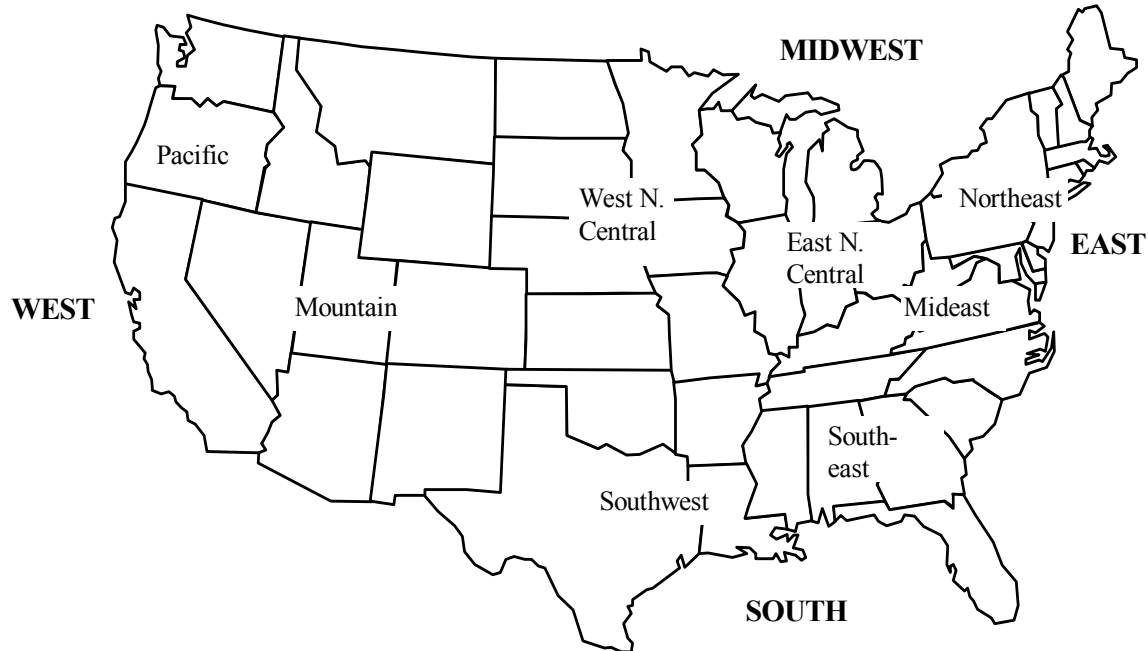 MIDWEST
Pacific
West N.
Central
Northeast
East N.
Central
EAST
WEST
Mountain
Mideast
South-
east
Southwest
SOUTH